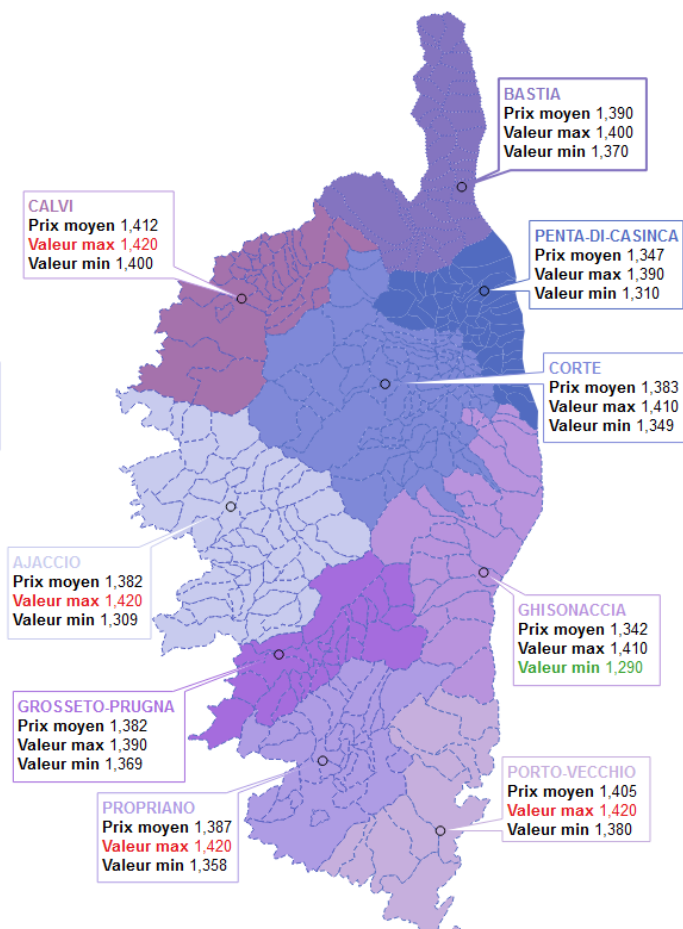 BASTIA
Prix moyen 1,390
Valeur max 1,400
Valeur min 1,370
CALVI
Prix moyen 1,412
Valeur max 1,420
Valeur min 1,400
PENTA-DI-CASINCA
Prix moyen 1,347
Valeur max 1,390
Valeur min 1,310
CORTE
Prix moyen 1,383
Valeur max 1,410
Valeur min 1,349
AJACCIO
Prix moyen 1,382
Valeur max 1,420
Valeur min 1,309
GHISONACCIA
Prix moyen 1,342
Valeur max 1,410
Valeur min 1,290
GROSSETO-PRUGNA
Prix moyen 1,382
Valeur max 1,390
Valeur min 1,369
PORTO-VECCHIO
Prix moyen 1,405
Valeur max 1,420
Valeur min 1,380
PROPRIANO
Prix moyen 1,387
Valeur max 1,420
Valeur min 1,358